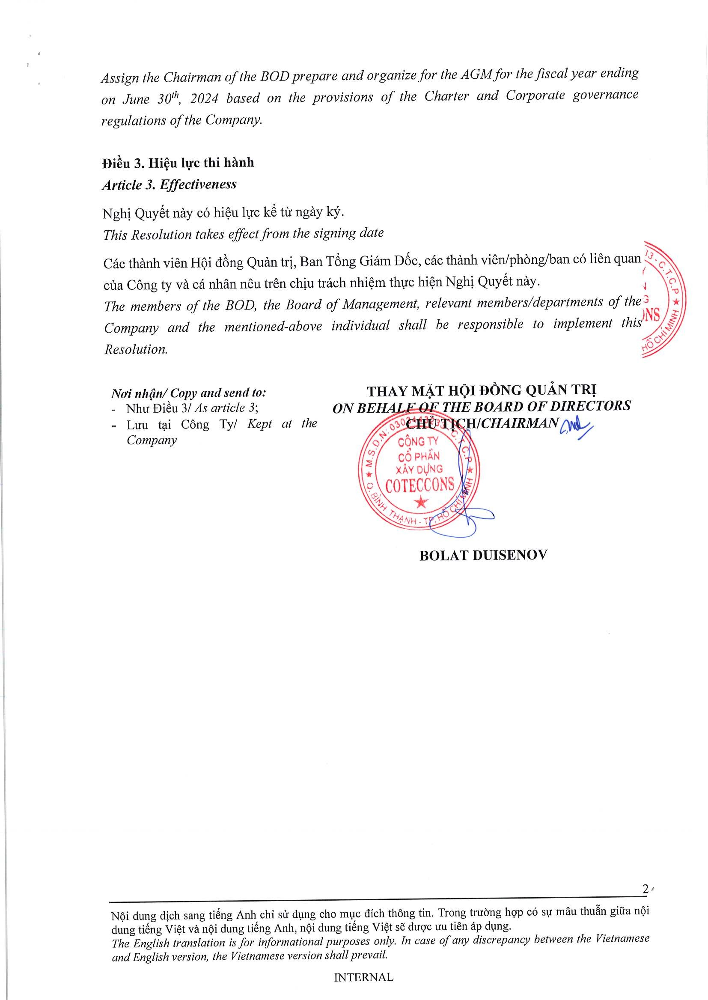 Assign the Chairman of the BOD prepare and organize for the AGM for the fiscal year ending
on June 30th, 2024 based on the provisions of the Charter and Corporate governance
regulations of the Company.
Điều 3. Hiệu lực thi hành
Article 3. Effectiveness
Nghị Quyết này có hiệu lực kể từ ngày ký.
This Resolution takes effect from the signing date
Các thành viên Hội đồng Quản trị, Ban Tổng Giám Đốc, các thành viên/phòng/ban có liên quan
của Công ty và cá nhân nêu trên chịu trách nhiệm thực hiện Nghị Quyết này.
The members of the BOD, the Board of Management, relevant members/departments of the
Company and the mentioned-above individual shall be responsible to implement this
Resolution.
33 - C.T.C.P
HỒ CHÍ MINH
Nơi nhận/ Copy and send to:
- Như Điều 3/ As article 3;
- Lưu tại Công Ty/ Kept at the
Company
THAY MẶT HỘI ĐỒNG QUẢN TRỊ
ON BEHALF OF THE BOARD OF DIRECTORS
CHỦ TỊCH/CHAIRMAN
M.S.D.N: 0302443233 - C.T.C.P
CÔNG TY
CỔ PHẦN
XÂY DỰNG
COTECCONS
Q. BÌNH THẠNH - TP. HỒ CHÍ MINH
BOLAT DUISENOV
2
Nội dung dịch sang tiếng Anh chỉ sử dụng cho mục đích thông tin. Trong trường hợp có sự mâu thuẫn giữa nội
dung tiếng Việt và nội dung tiếng Anh, nội dung tiếng Việt sẽ được ưu tiên áp dụng.
The English translation is for informational purposes only. In case of any discrepancy between the Vietnamese
and English version, the Vietnamese version shall prevail.
INTERNAL